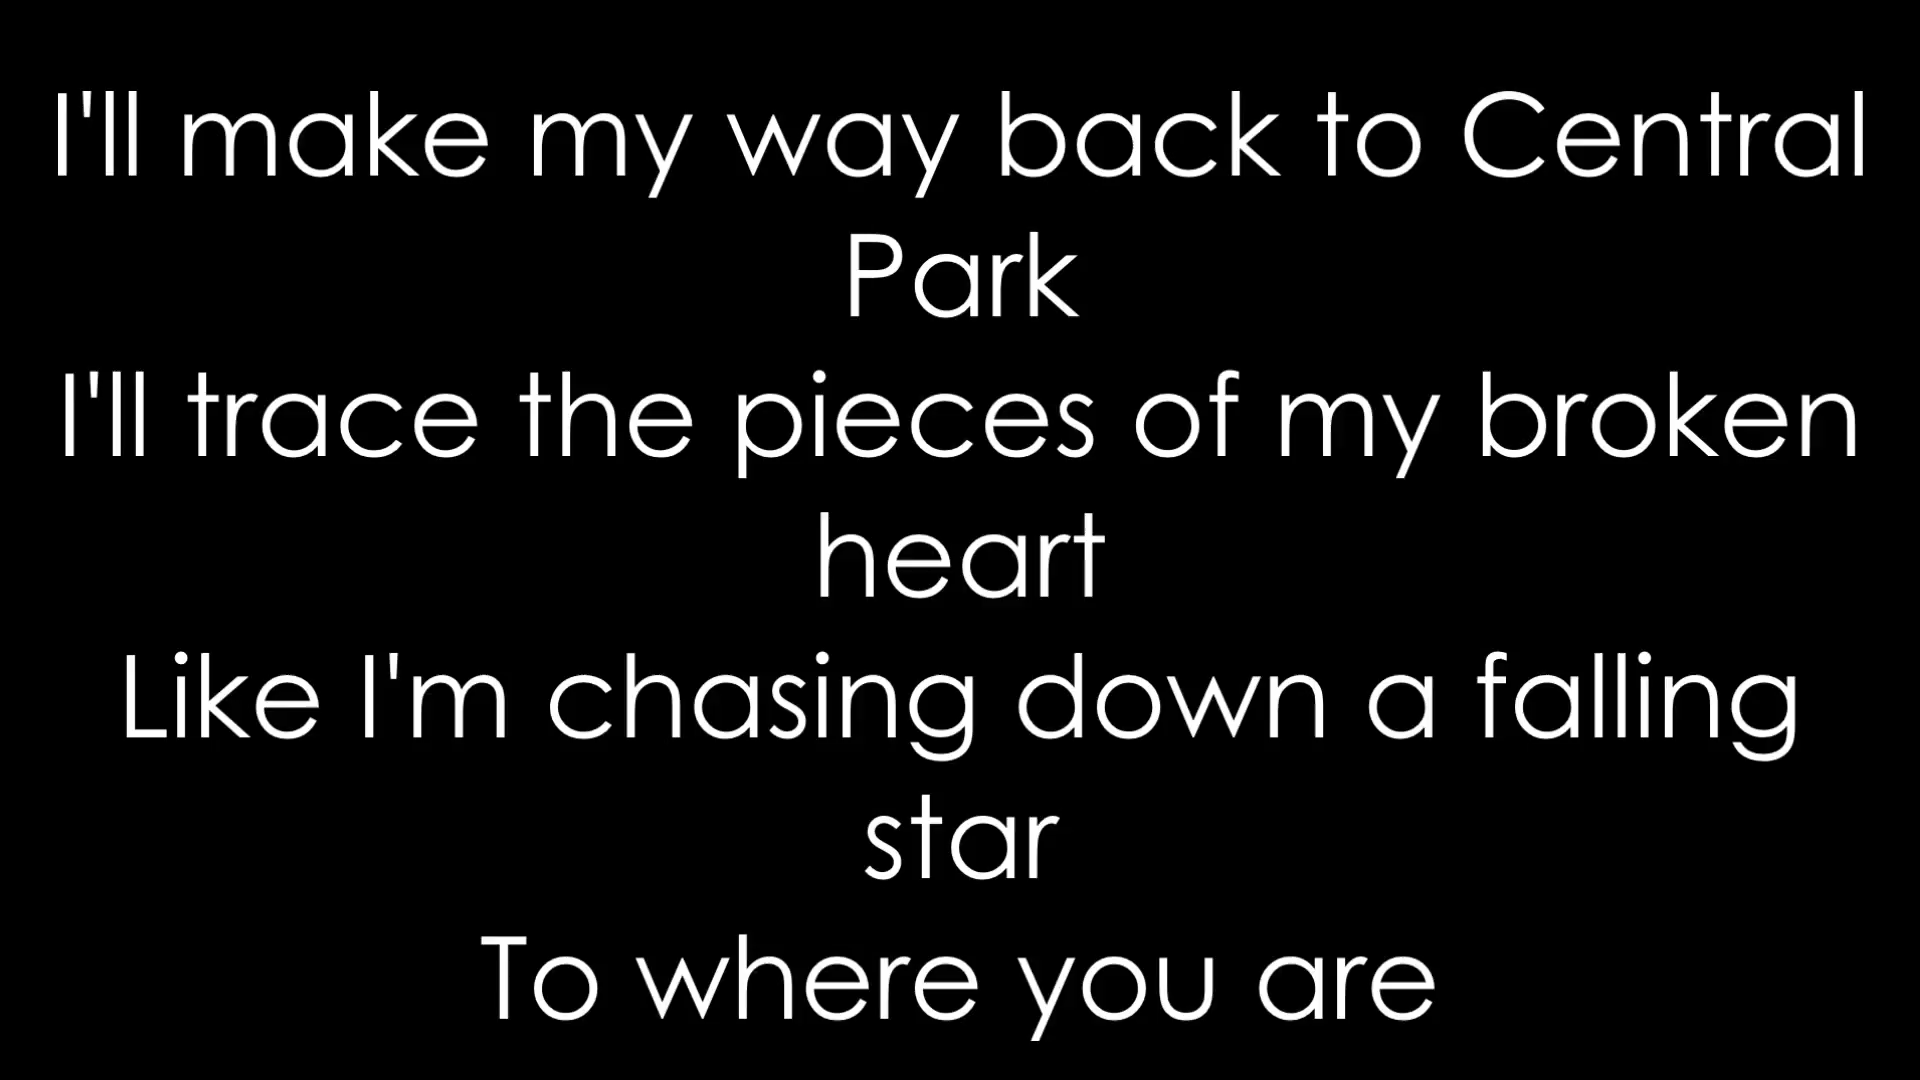 I'll make my way back to Central
Park
I'll trace the pieces of my broken
heart
Like I'm chasing down a falling
star
To where you are